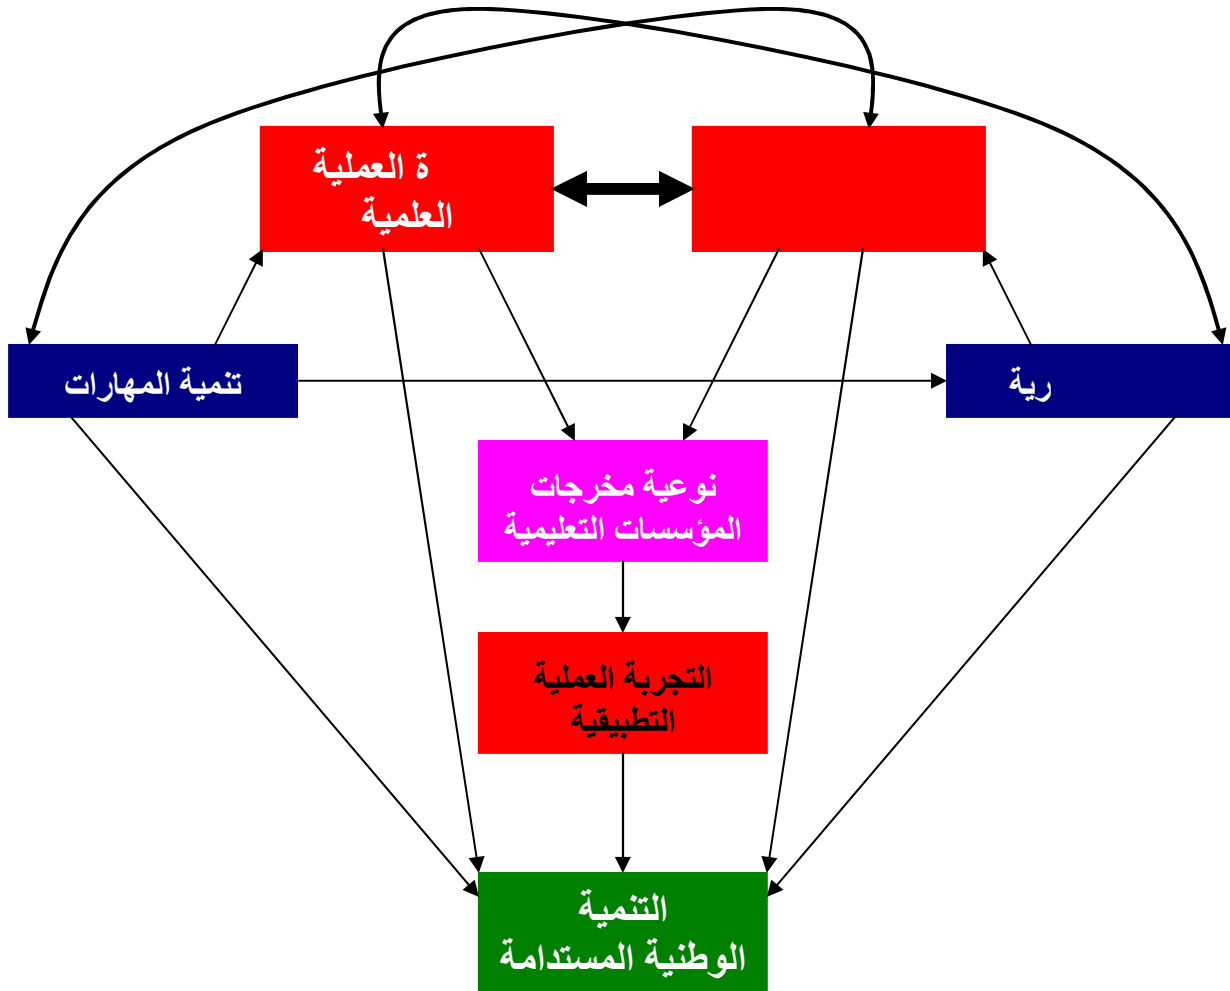 ة العملية
العلمية
رية
تنمية المهارات
نوعية مخرجات
المؤسسات التعليمية
التجربة العملية
التطبيقية
التنمية
الوطنية المستدامة